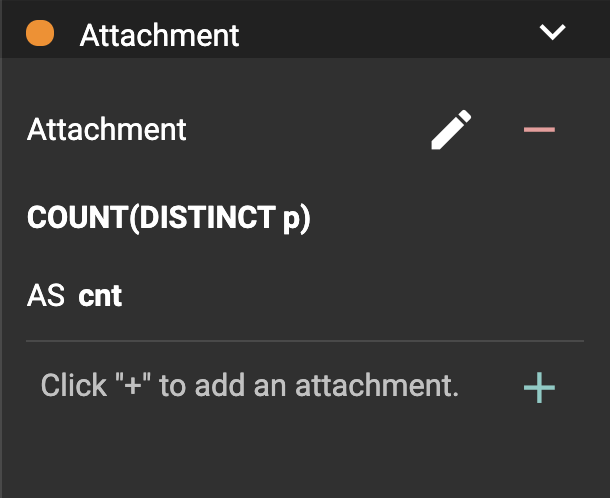 Attachment
Attachment
COUNT(DISTINCT p)
AS cnt
Click "+" to add an attachment.